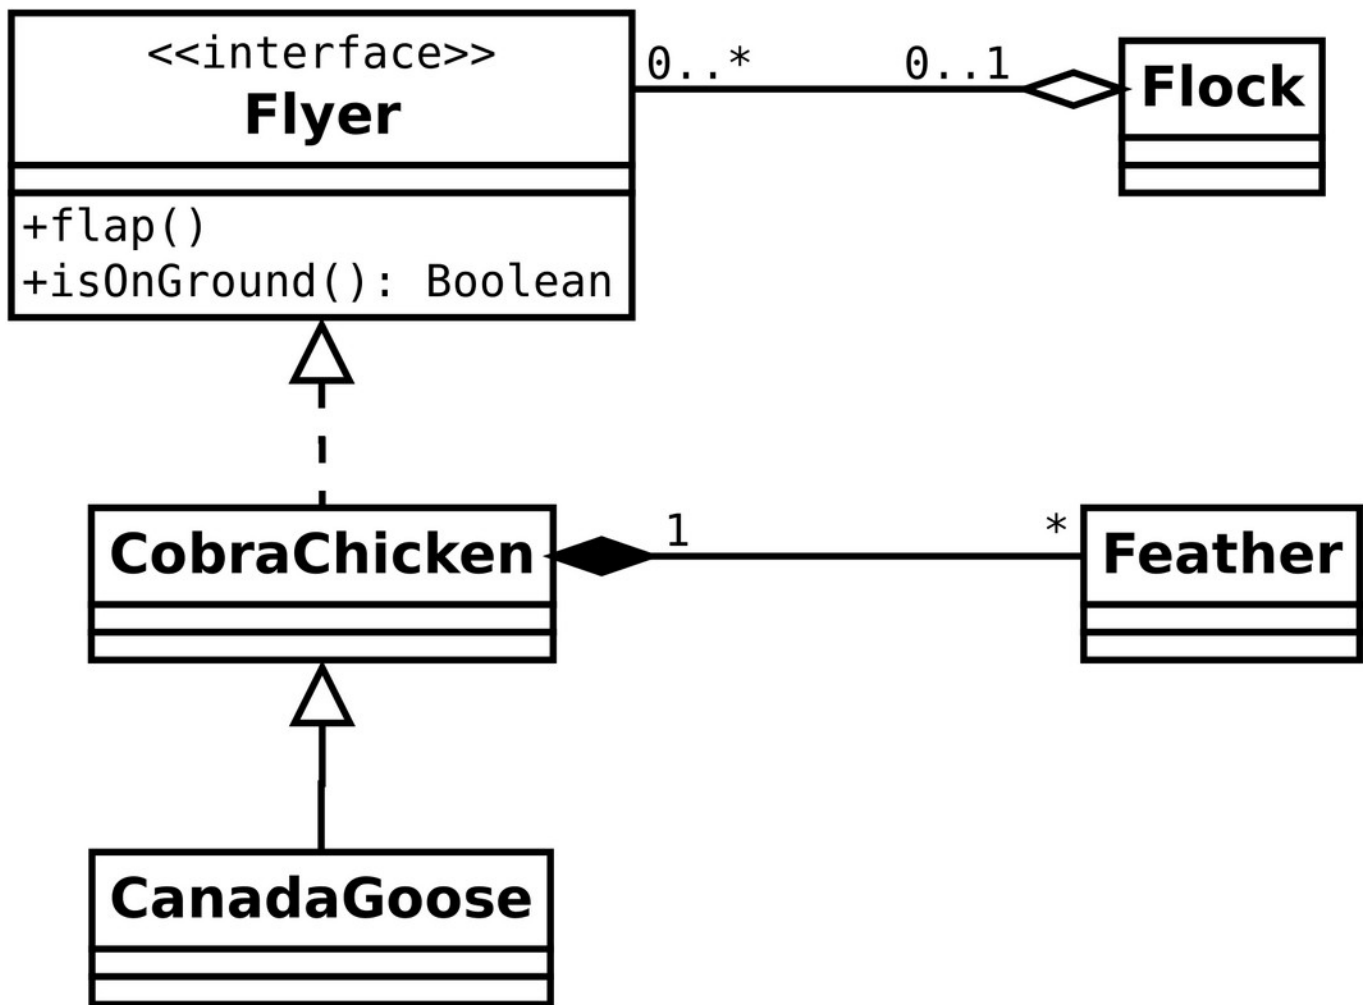 <<interface>>
Flyer
+flap()
+isOnGround(): Boolean
0..*
0..1
Flock
CobraChicken
1
*
Feather
CanadaGoose